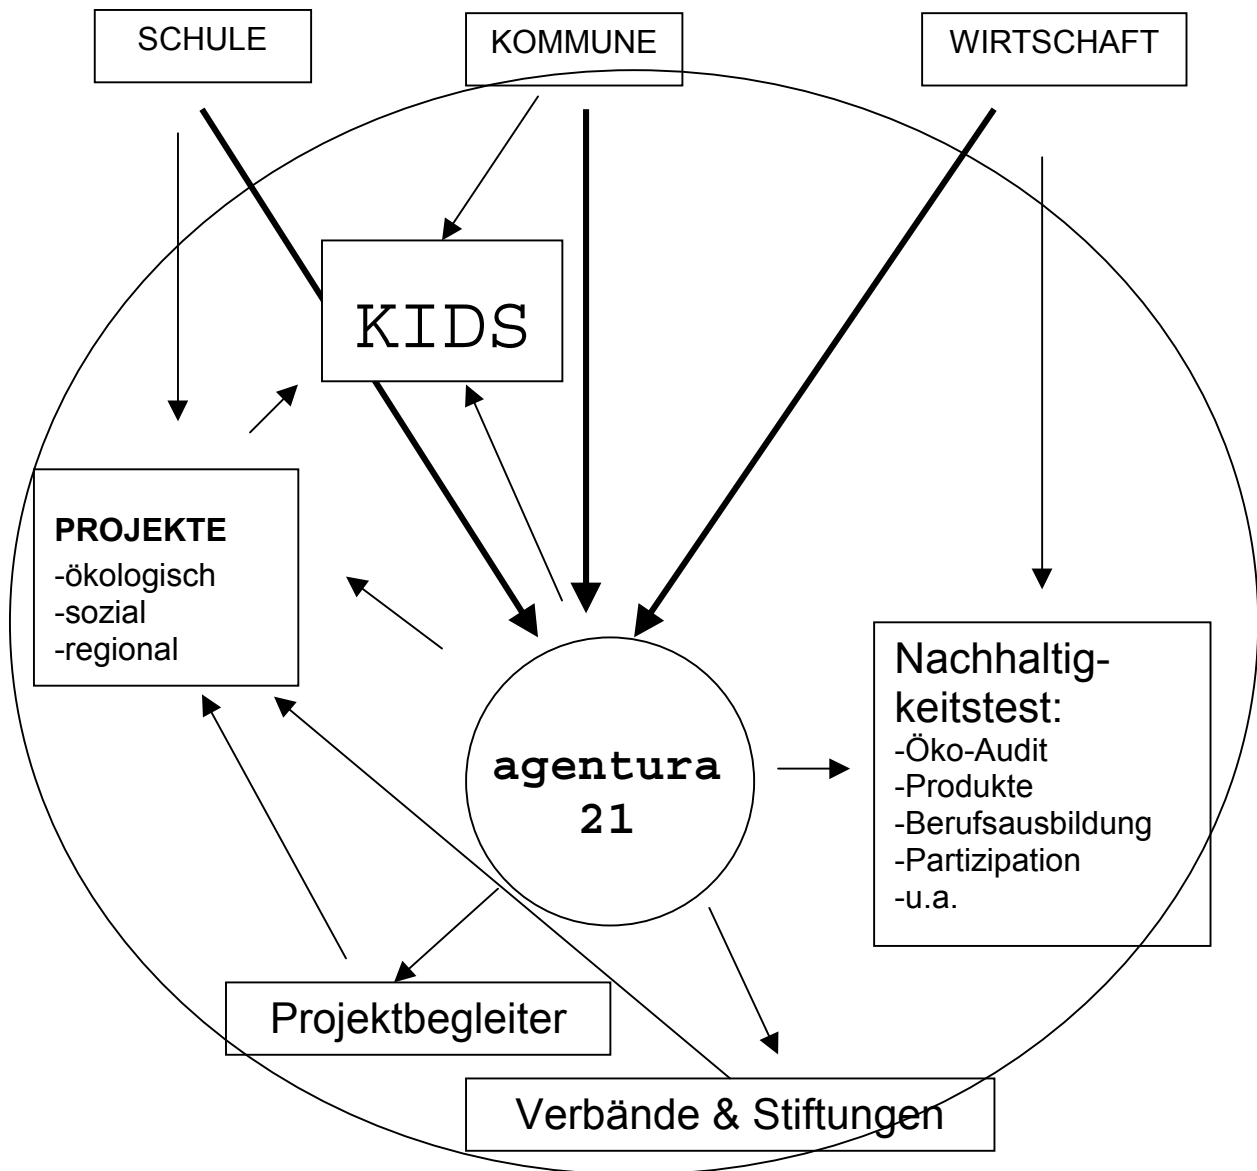 SCHULE
KOMMUNE
WIRTSCHAFT
KIDS
PROJEKTE
-ökologisch
-sozial
-regional
Nachhaltig-
keitstest:
-Öko-Audit
-Produkte
-Berufsausbildung
-Partizipation
-u.a.
agentura
21
Projektbegleiter
Verbände & Stiftungen